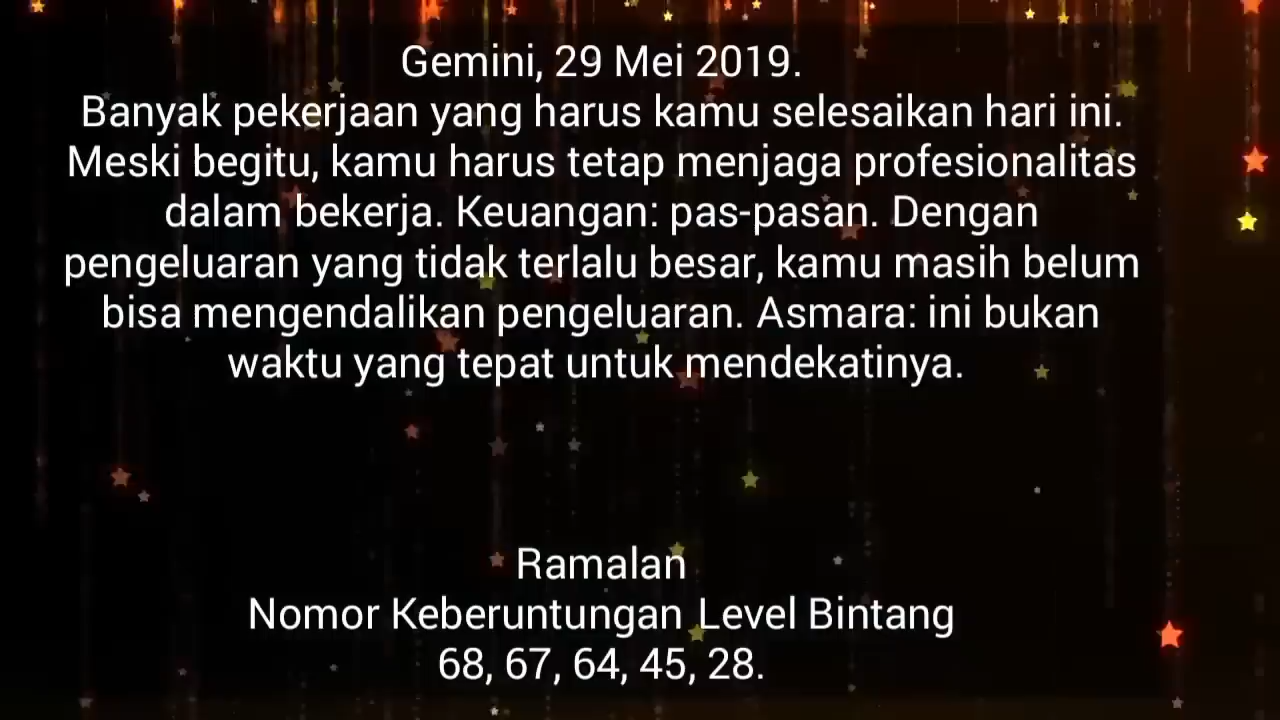 Gemini, 29 Mei 2019.
Banyak pekerjaan yang harus kamu selesaikan hari ini.
Meski begitu, kamu harus tetap menjaga profesionalitas
dalam bekerja. Keuangan: pas-pasan. Dengan
pengeluaran yang tidak terlalu besar, kamu masih belum
bisa mengendalikan pengeluaran. Asmara: ini bukan
waktu yang tepat untuk mendekatinya.
Ramalan
Nomor Keberuntungan Level Bintang
68, 67, 64, 45, 28.